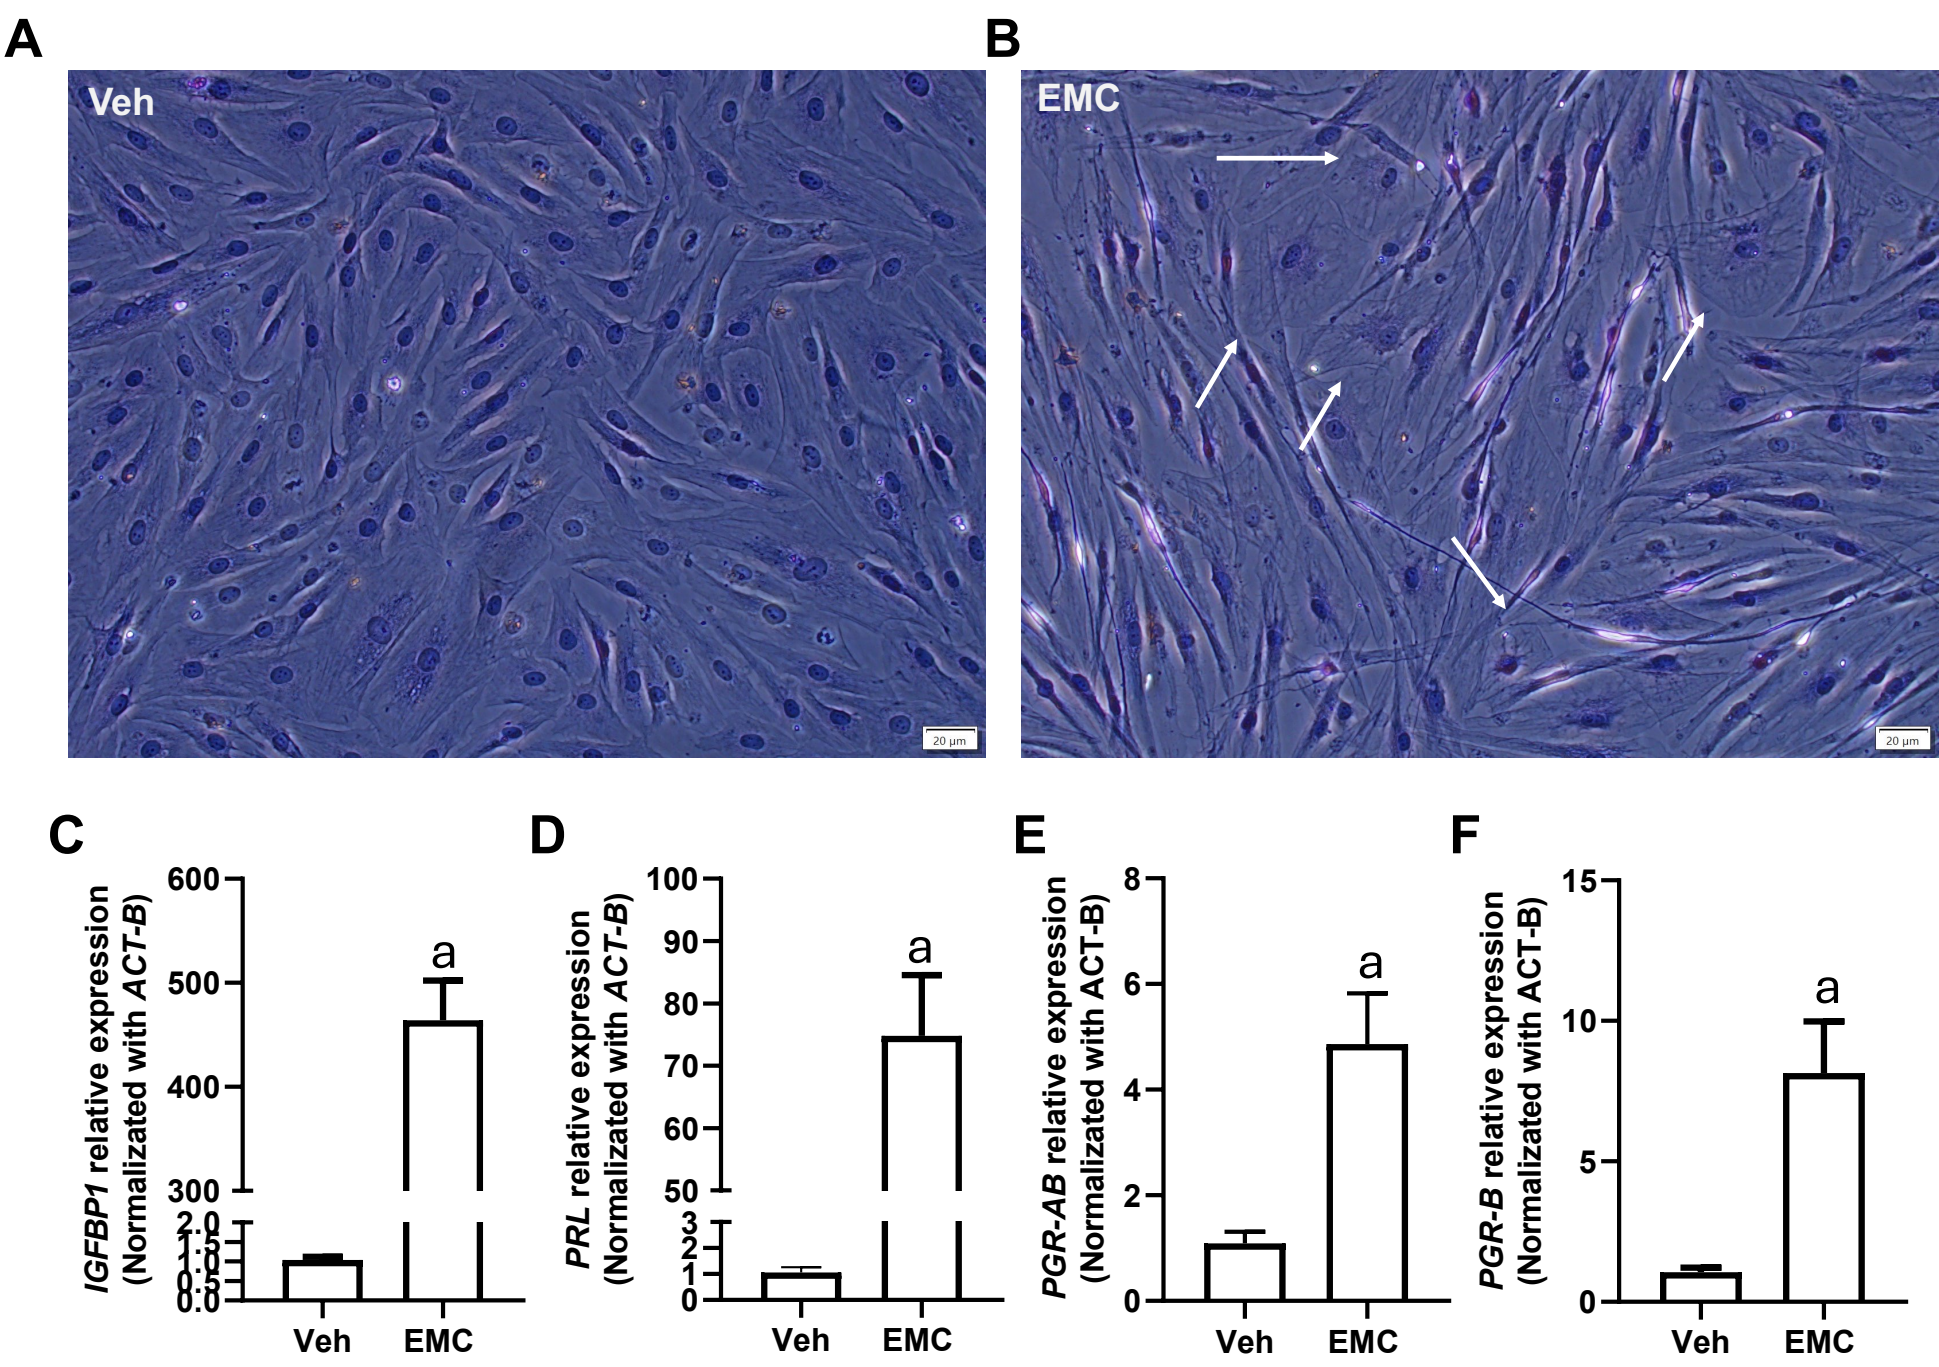 A
B
Veh
EMC
20 µm
20 µm
C
D
E
F
IGFBP1 relative expression
(Normalizated with ACT-B)
600
500
400
300
2.0
1.5
1.0
0.5
0.0
a
Veh
EMC
PRL relative expression
(Normalizated with ACT-B)
100
90
80
70
60
50
3
2
1
0
a
Veh
EMC
PGR-AB relative expression
(Normalizated with ACT-B)
8
6
4
2
0
a
Veh
EMC
PGR-B relative expression
(Normalizated with ACT-B)
15
10
5
0
a
Veh
EMC